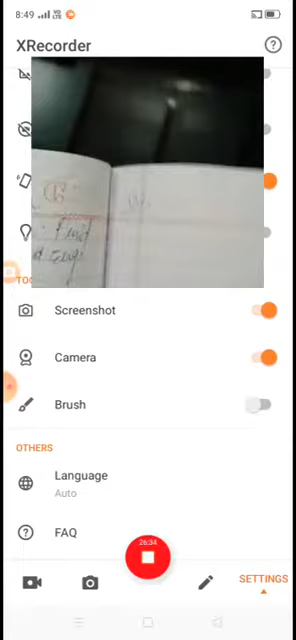 8:49
XRecorder
Screenshot
Camera
Brush
OTHERS
Language
Auto
FAQ
26:34
SETTINGS